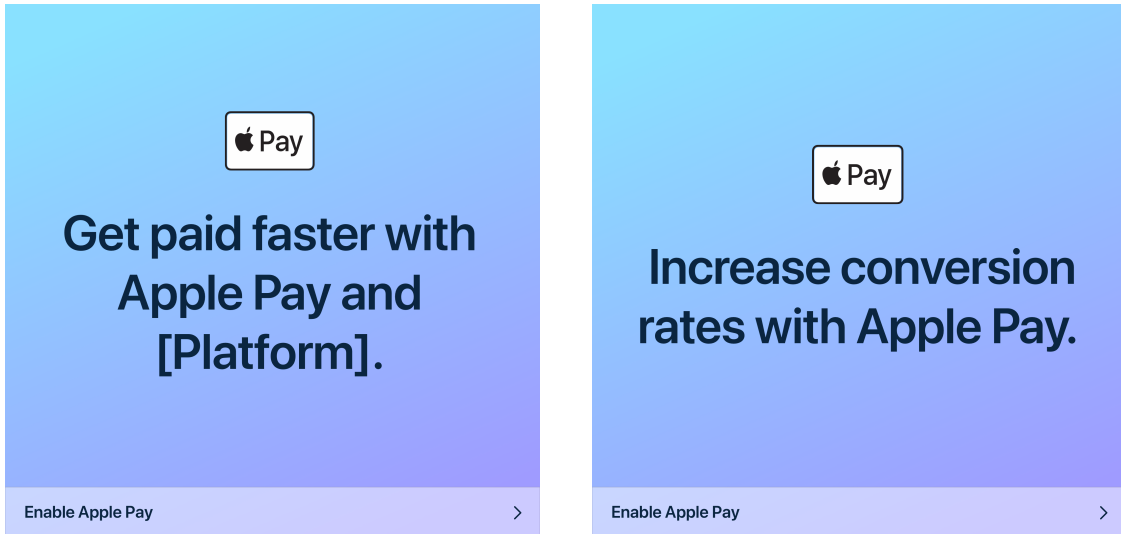 Pay
Get paid faster with
Apple Pay and
[Platform].
Enable Apple Pay
Pay
Increase conversion
rates with Apple Pay.
Enable Apple Pay